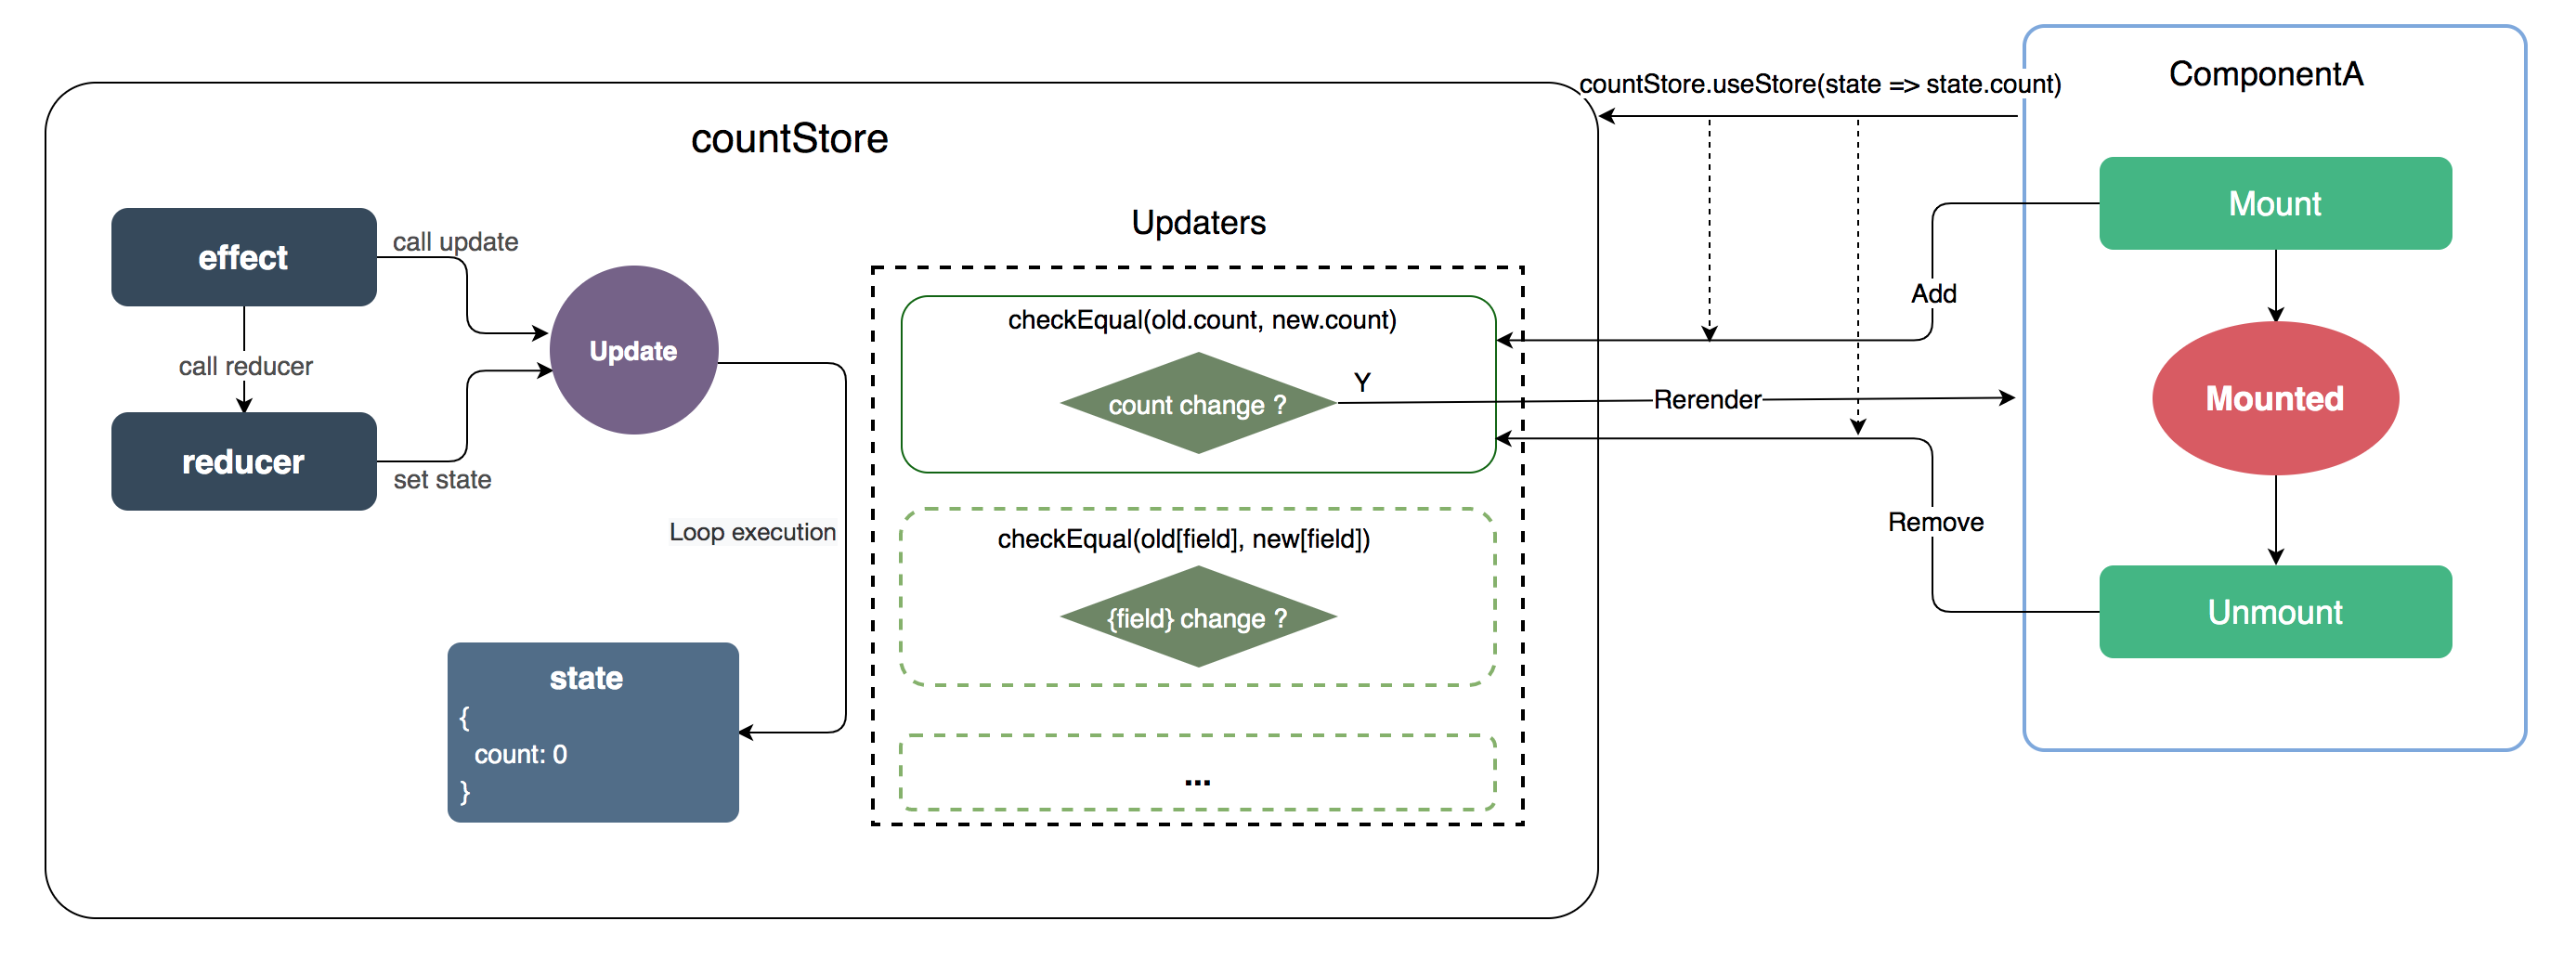 countStore
effect
call update
call reducer
reducer
set state
Update
Loop execution
state
{
count: 0
}
Updaters
checkEqual(old.count, new.count)
count change ?
Y
checkEqual(old[field], new[field])
{field} change ?
...
countStore.useStore(state => state.count)
Add
Rerender
Remove
ComponentA
Mount
Mounted
Unmount